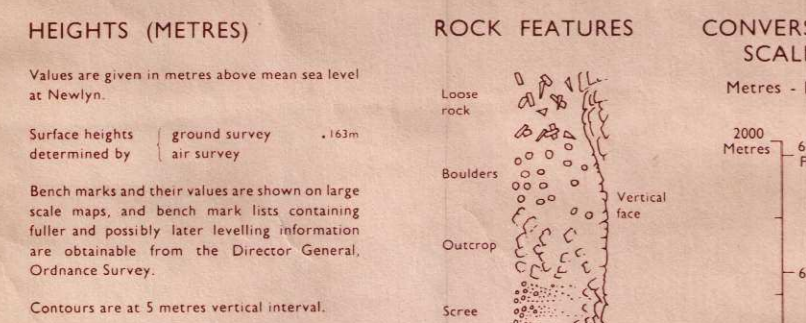 HEIGHTS (METRES)
Values are given in metres above mean sea level
at Newlyn.
Surface heights
determined by
ground survey
air survey
. 163m
Bench marks and their values are shown on large
scale maps, and bench mark lists containing
fuller and possibly later levelling information
are obtainable from the Director General,
Ordnance Survey.
Contours are at 5 metres vertical interval.
ROCK FEATURES
Loose
rock
Boulders
Vertical
face
Outcrop
Scree
CONVERS
SCAL
Metres -
2000
Metres
6
F
6